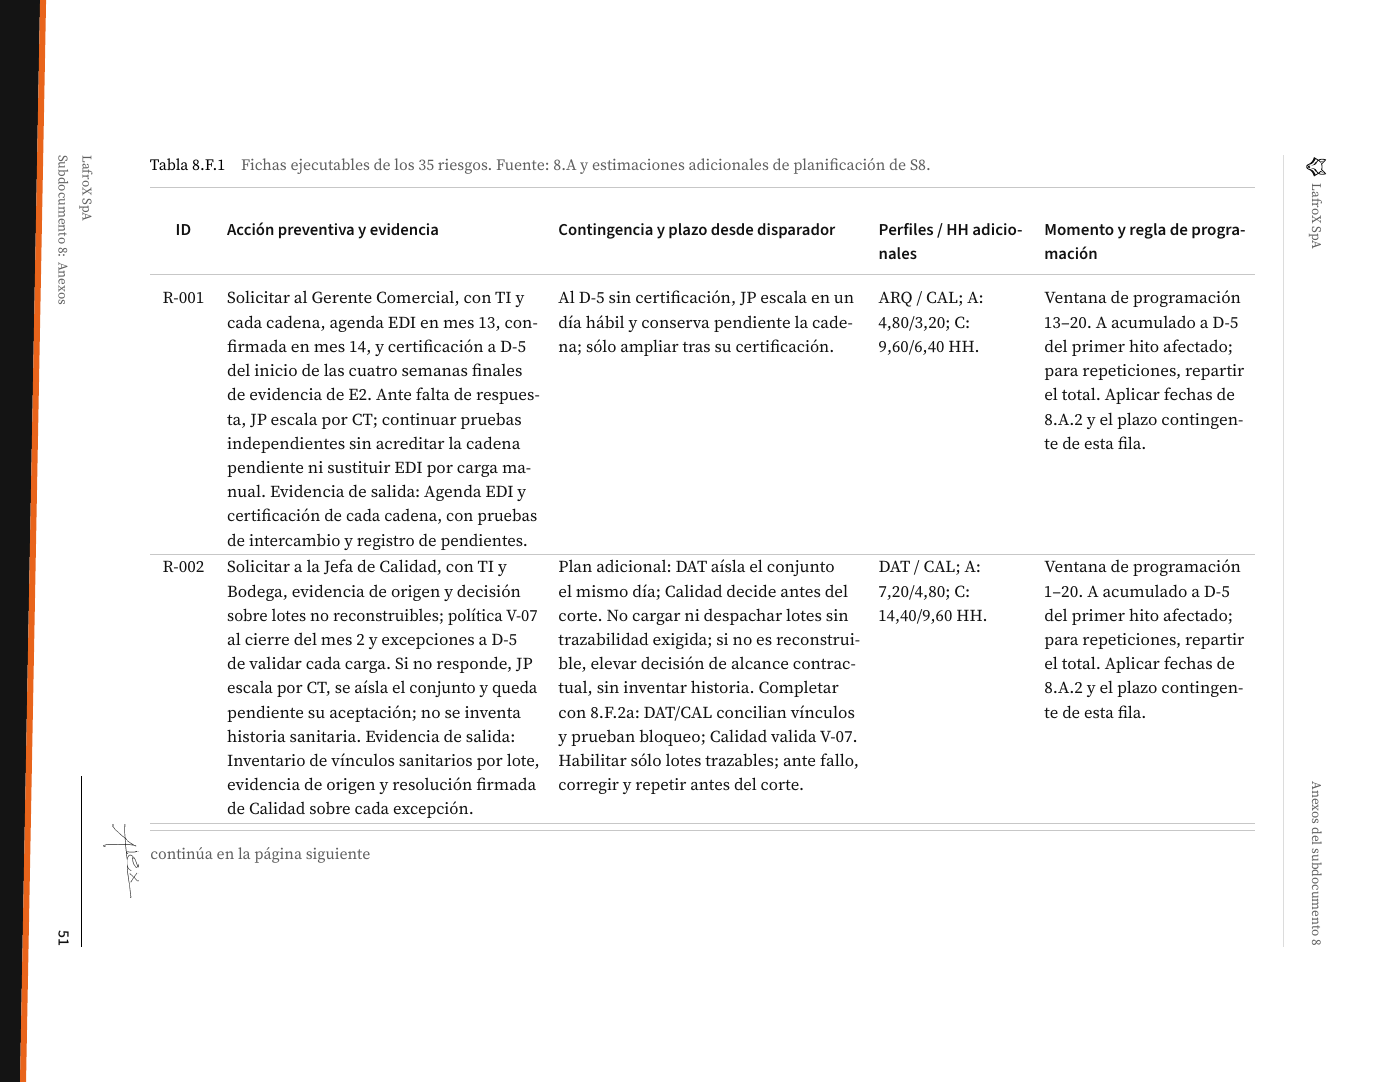 Tabla 8.F.1 Fichas ejecutables de los 35 riesgos. Fuente: 8.A y estimaciones adicionales de planificación de S8.
ID
Acción preventiva y evidencia
Contingencia y plazo desde disparador
Perfiles / HH adicio-
nales
Momento y regla de progra-
mación
R-001
Solicitar al Gerente Comercial, con TI y
cada cadena, agenda EDI en mes 13, con-
firmada en mes 14, y certificación a D-5
del inicio de las cuatro semanas finales
de evidencia de E2. Ante falta de respues-
ta, JP escala por CT; continuar pruebas
independientes sin acreditar la cadena
pendiente ni sustituir EDI por carga ma-
nual. Evidencia de salida: Agenda EDI y
certificación de cada cadena, con pruebas
de intercambio y registro de pendientes.
Al D-5 sin certificación, JP escala en un
día hábil y conserva pendiente la cade-
na; sólo ampliar tras su certificación.
ARQ / CAL; A:
4,80/3,20; C:
9,60/6,40 HH.
Ventana de programación
13–20. A acumulado a D-5
del primer hito afectado;
para repeticiones, repartir
el total. Aplicar fechas de
8.A.2 y el plazo contingen-
te de esta fila.
R-002
Solicitar a la Jefa de Calidad, con TI y
Bodega, evidencia de origen y decisión
sobre lotes no reconstruibles; política V-07
al cierre del mes 2 y excepciones a D-5
de validar cada carga. Si no responde, JP
escala por CT, se aísla el conjunto y queda
pendiente su aceptación; no se inventa
historia sanitaria. Evidencia de salida:
Inventario de vínculos sanitarios por lote,
evidencia de origen y resolución firmada
de Calidad sobre cada excepción.
Plan adicional: DAT aísla el conjunto
el mismo día; Calidad decide antes del
corte. No cargar ni despachar lotes sin
trazabilidad exigida; si no es reconstrui-
ble, elevar decisión de alcance contrac-
tual, sin inventar historia. Completar
con 8.F.2a: DAT/CAL concilian vínculos
y prueban bloqueo; Calidad valida V-07.
Habilitar sólo lotes trazables; ante fallo,
corregir y repetir antes del corte.
DAT / CAL; A:
7,20/4,80; C:
14,40/9,60 HH.
Ventana de programación
1–20. A acumulado a D-5
del primer hito afectado;
para repeticiones, repartir
el total. Aplicar fechas de
8.A.2 y el plazo contingen-
te de esta fila.
continúa en la página siguiente
LafroX SpA
Subdocumento 8: Anexos
51
LafroX SpA
Anexos del subdocumento 8